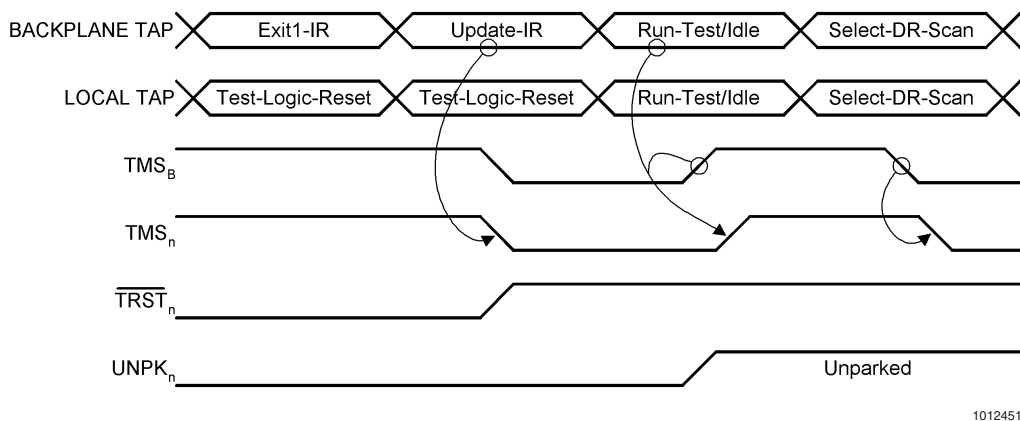 BACKPLANE TAP Exit1-IR Update-IR Run-Test/Idle Select-DR-Scan
LOCAL TAP Test-Logic-Reset Test-Logic-Reset Run-Test/Idle Select-DR-Scan
TMSB
TMSn
TRSTn
UNPKn Unparked
1012451